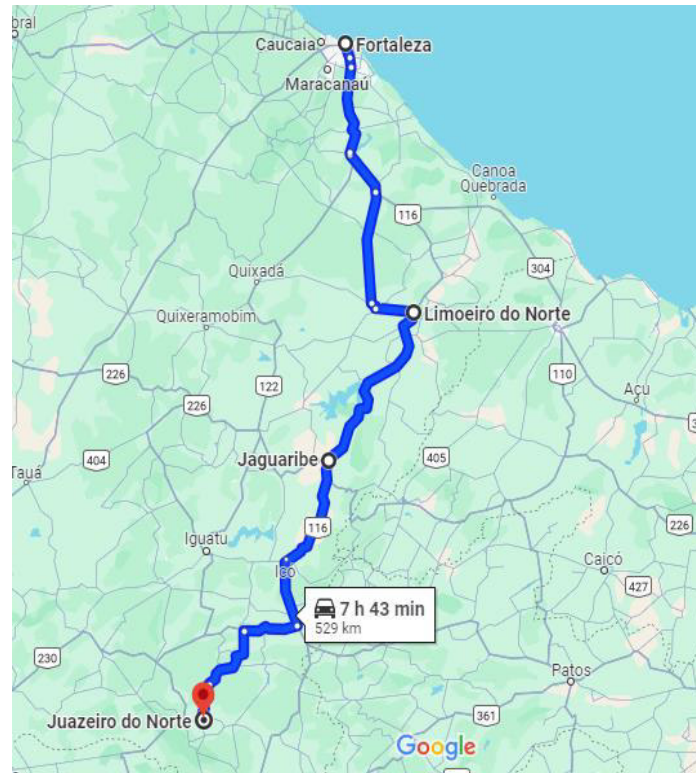 bral
Caucaia
Fortaleza
Maracanaú
Canoa
Quebrada
116
Quixadá
304
Quixeramobim
Limoeiro do Norte
226
122
110
Açu
226
404
Jaguaribe
405
Tauá
116
226
Iguatu
Icó
Caicó
427
7 h 43 min
529 km
230
Patos
Juazeiro do Norte
361
Google